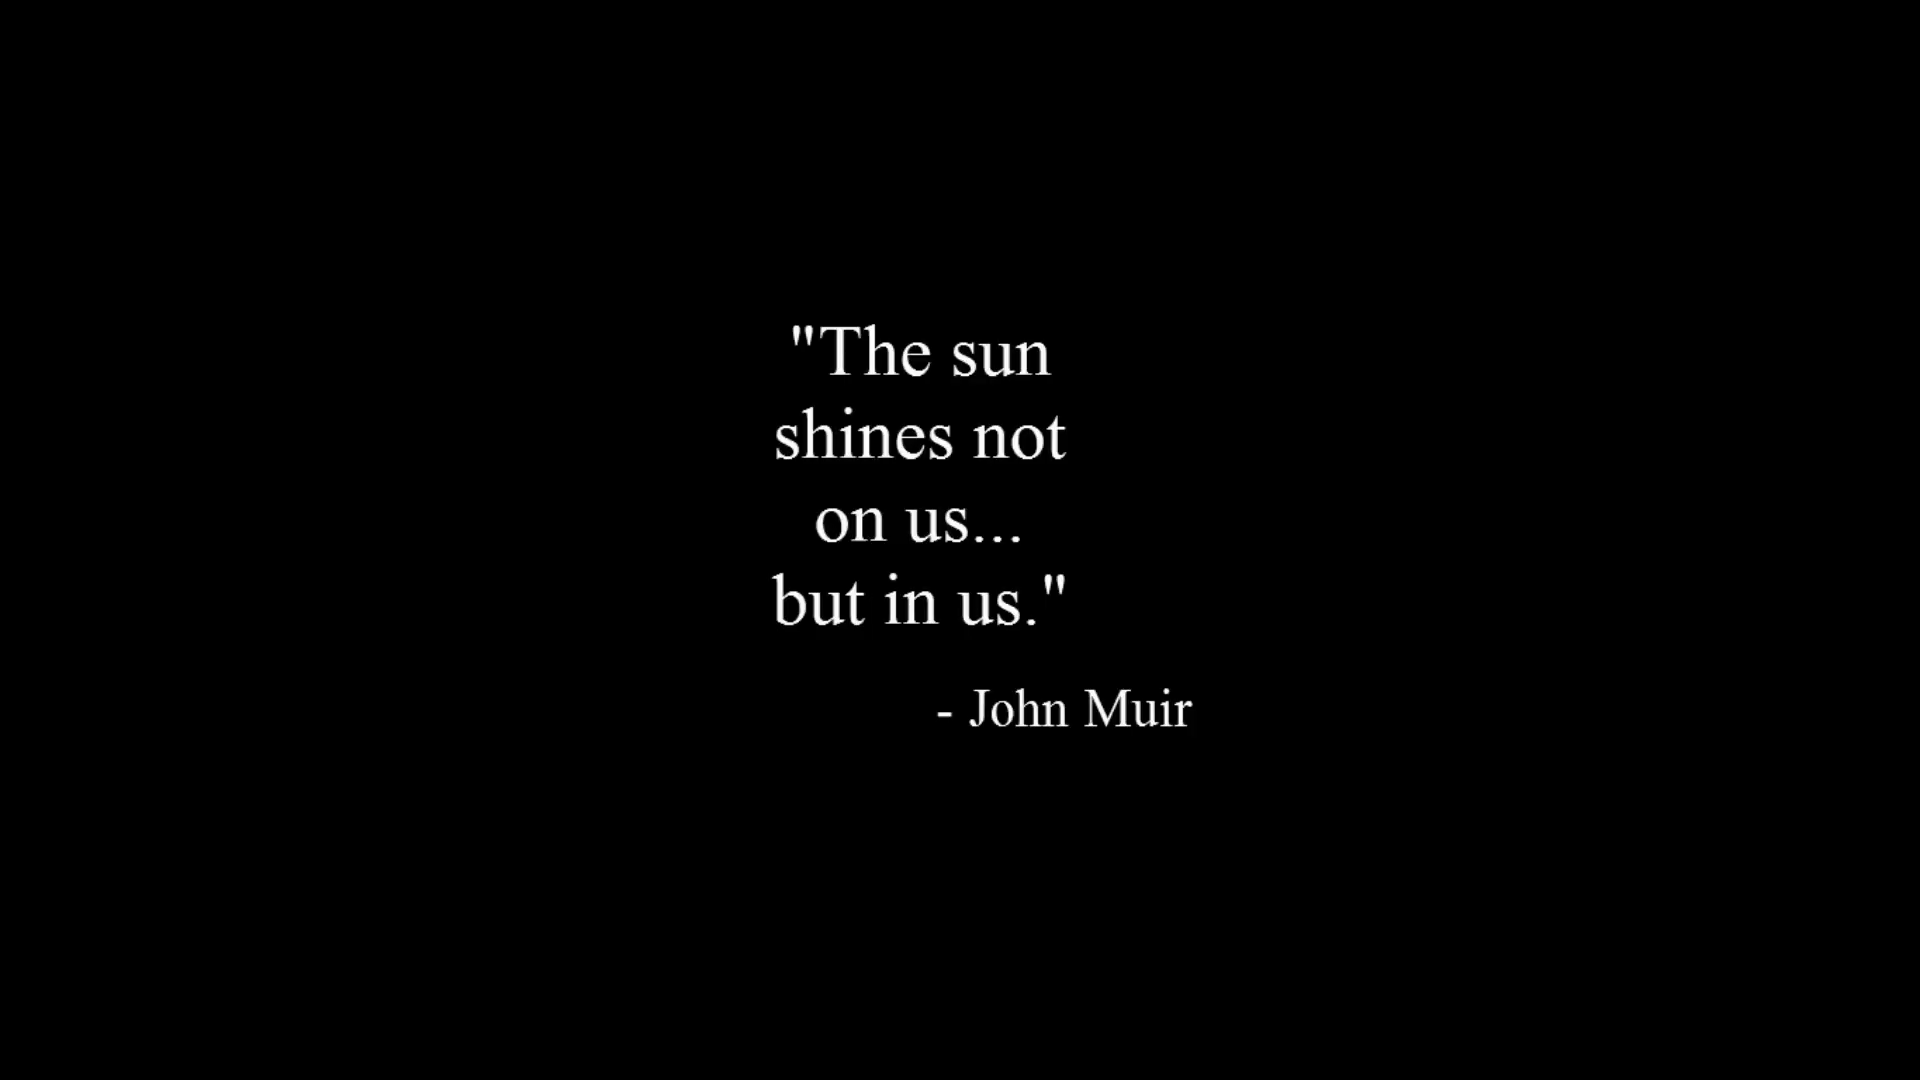 "The sun
shines not
on us...
but in us."
- John Muir